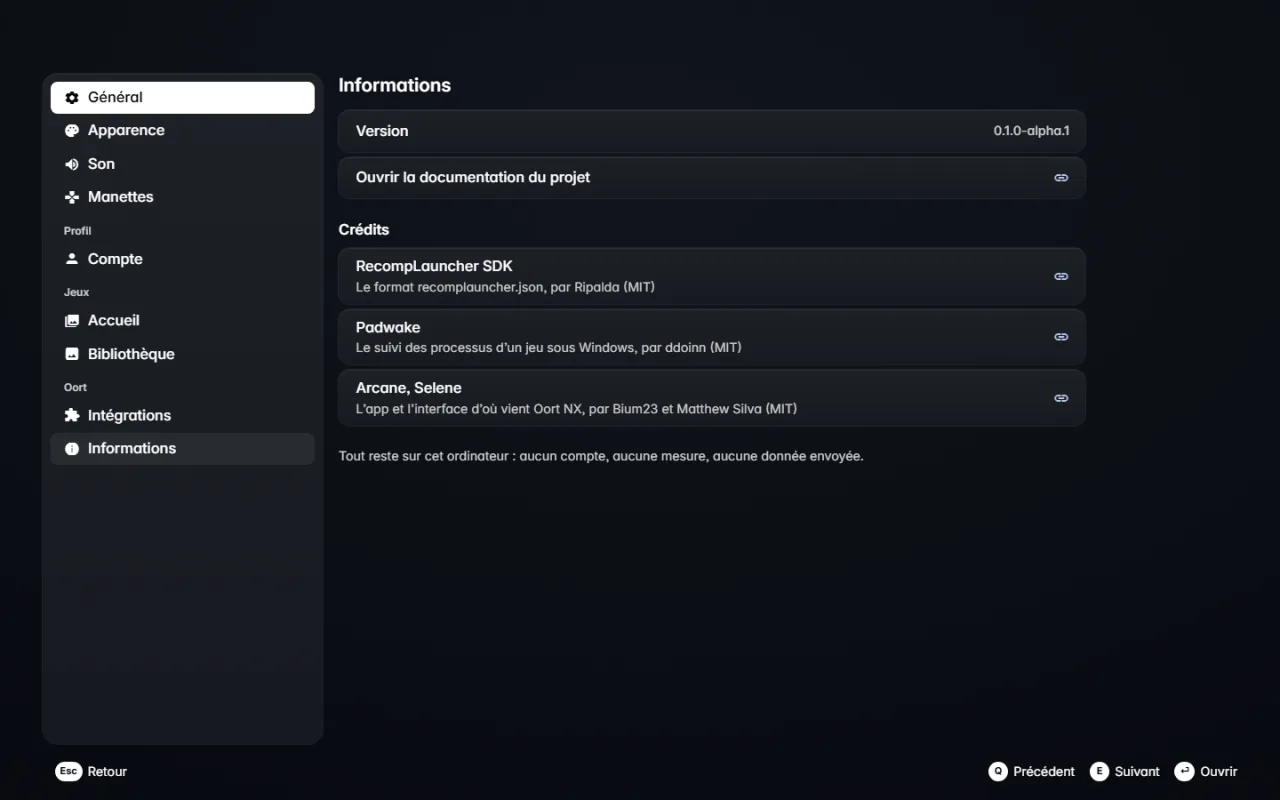 Général
Apparence
Son
Manettes
Profil
Compte
Jeux
Accueil
Bibliothèque
Oort
Intégrations
Informations
Informations
Version
0.1.0-alpha.1
Ouvrir la documentation du projet
Crédits
RecompLauncher SDK
Le format recomplauncher.json, par Ripalda (MIT)
Padwake
Le suivi des processus d’un jeu sous Windows, par ddoinn (MIT)
Arcane, Selene
L’app et l’interface d’où vient Oort NX, par Bium23 et Matthew Silva (MIT)
Tout reste sur cet ordinateur : aucun compte, aucune mesure, aucune donnée envoyée.
Esc Retour
Q Précédent E Suivant ↵ Ouvrir